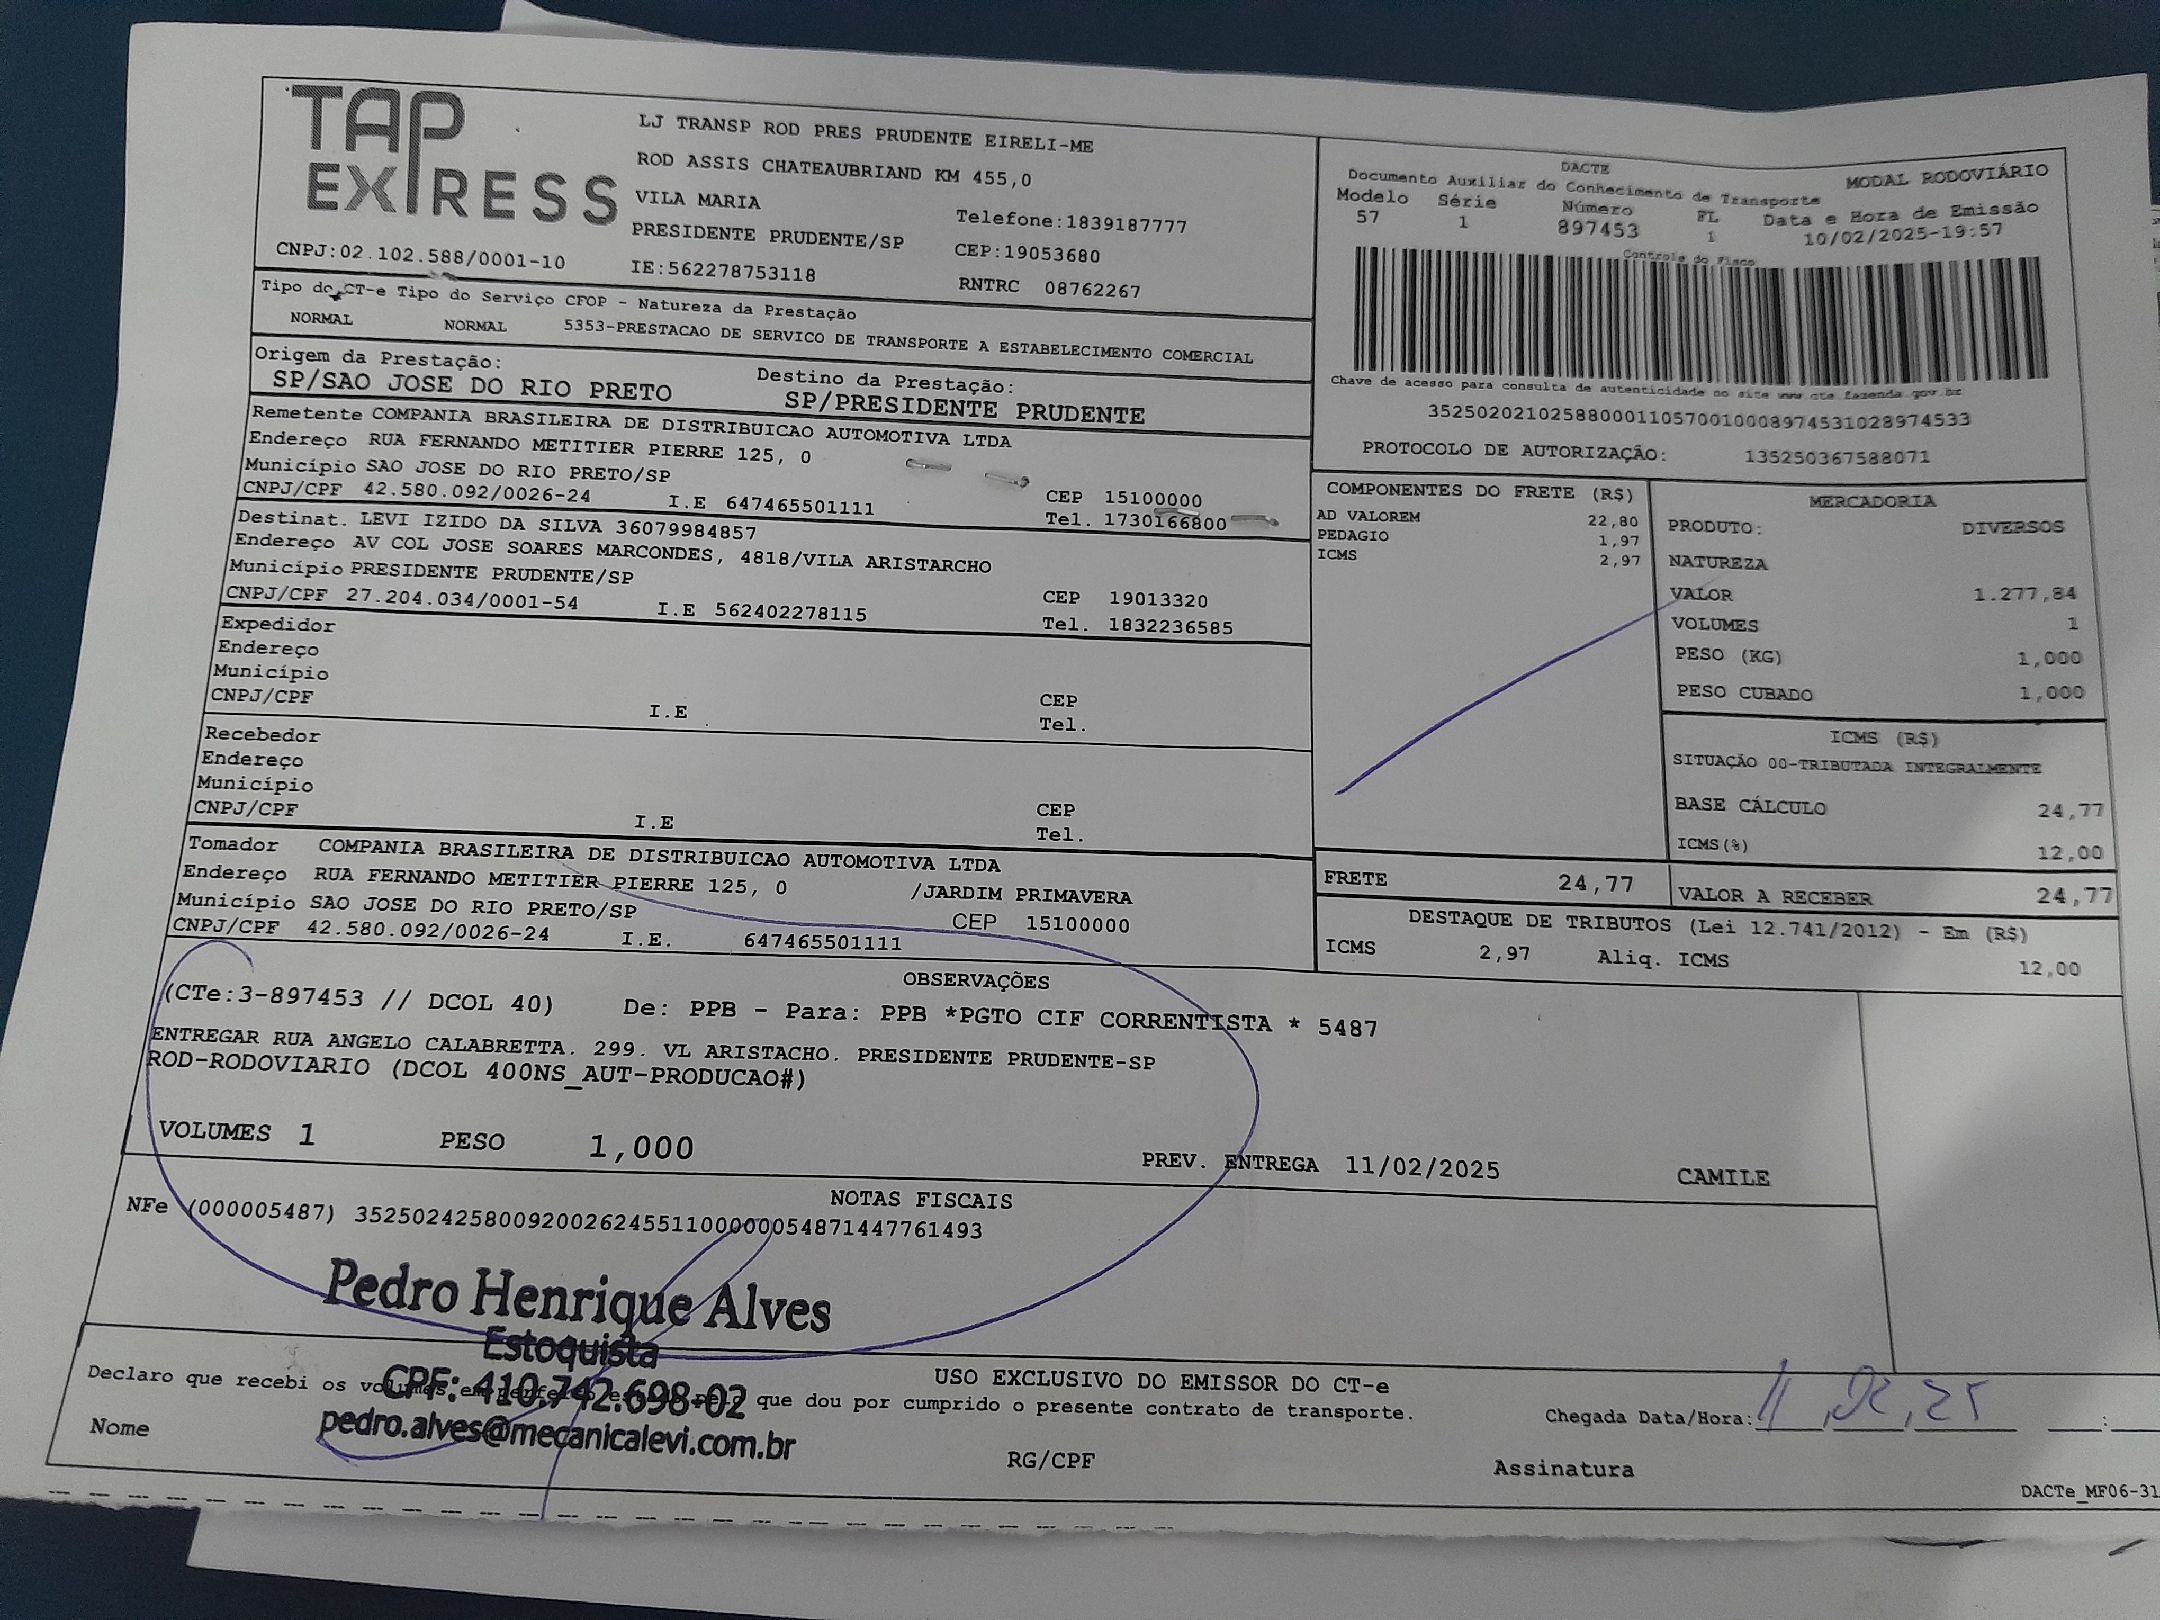 TAP
EXPRESS
CNPJ:02.102.588/0001-10
LJ TRANSP ROD PRES PRUDENTE EIRELI-ME
ROD ASSIS CHATEAUBRIAND KM 455,0
VILA MARIA
Telefone:1839187777
PRESIDENTE PRUDENTE/SP CEP:19053680
IE:562278753118 RNTRC 08762267
DACTE
Documento Auxiliar do Conhecimento de Transporte MODAL RODOVIÁRIO
Modelo Série Número FL Data e Hora de Emissão
57 1 897453 1 10/02/2025-19:57
Controle do Fisco
Chave de acesso para consulta de autenticidade no site www.cte.fazenda.gov.br
35250202102588000110570010008974531028974533
PROTOCOLO DE AUTORIZAÇÃO: 135250367588071
Tipo do CT-e Tipo do Serviço CFOP - Natureza da Prestação
NORMAL NORMAL 5353-PRESTACAO DE SERVICO DE TRANSPORTE A ESTABELECIMENTO COMERCIAL
Origem da Prestação: Destino da Prestação:
SP/SAO JOSE DO RIO PRETO SP/PRESIDENTE PRUDENTE
Remetente COMPANIA BRASILEIRA DE DISTRIBUICAO AUTOMOTIVA LTDA
Endereço RUA FERNANDO METITIER PIERRE 125, 0
Município SAO JOSE DO RIO PRETO/SP CEP 15100000
CNPJ/CPF 42.580.092/0026-24 I.E 647465501111 Tel. 1730166800
Destinat. LEVI IZIDO DA SILVA 36079984857
Endereço AV COL JOSE SOARES MARCONDES, 4818/VILA ARISTARCHO
Município PRESIDENTE PRUDENTE/SP CEP 19013320
CNPJ/CPF 27.204.034/0001-54 I.E 562402278115 Tel. 1832236585
Expedidor
Endereço
Município CEP
CNPJ/CPF I.E Tel.
Recebedor
Endereço
Município CEP
CNPJ/CPF I.E Tel.
Tomador COMPANIA BRASILEIRA DE DISTRIBUICAO AUTOMOTIVA LTDA
Endereço RUA FERNANDO METITIER PIERRE 125, 0 /JARDIM PRIMAVERA
Município SAO JOSE DO RIO PRETO/SP CEP 15100000
CNPJ/CPF 42.580.092/0026-24 I.E. 647465501111
COMPONENTES DO FRETE (R$)
AD VALOREM 22,80
PEDAGIO 1,97
ICMS 2,97
MERCADORIA
PRODUTO: DIVERSOS
NATUREZA
VALOR 1.277,84
VOLUMES 1
PESO (KG) 1,000
PESO CUBADO 1,000
ICMS (R$)
SITUAÇÃO 00-TRIBUTADA INTEGRALMENTE
BASE CÁLCULO 24,77
ICMS(%) 12,00
FRETE 24,77 VALOR A RECEBER 24,77
DESTAQUE DE TRIBUTOS (Lei 12.741/2012) - Em (R$)
ICMS 2,97 Aliq. ICMS 12,00
OBSERVAÇÕES
(CTe:3-897453 // DCOL 40) De: PPB - Para: PPB *PGTO CIF CORRENTISTA * 5487
ENTREGAR RUA ANGELO CALABRETTA. 299. VL ARISTACHO. PRESIDENTE PRUDENTE-SP
ROD-RODOVIARIO (DCOL 400NS_AUT-PRODUCAO#)
VOLUMES 1 PESO 1,000 PREV. ENTREGA 11/02/2025 CAMILE
NOTAS FISCAIS
NFe (000005487) 35250242580092002624551100000054871447761493
Pedro Henrique Alves
Estoquista
CPF: 410.742.698-02
pedro.alves@mecanicalevi.com.br
USO EXCLUSIVO DO EMISSOR DO CT-e
Declaro que recebi os volumes em perfeito que dou por cumprido o presente contrato de transporte.
Chegada Data/Hora: 11,02,25 :
Nome RG/CPF Assinatura
DACTe_MF06-31